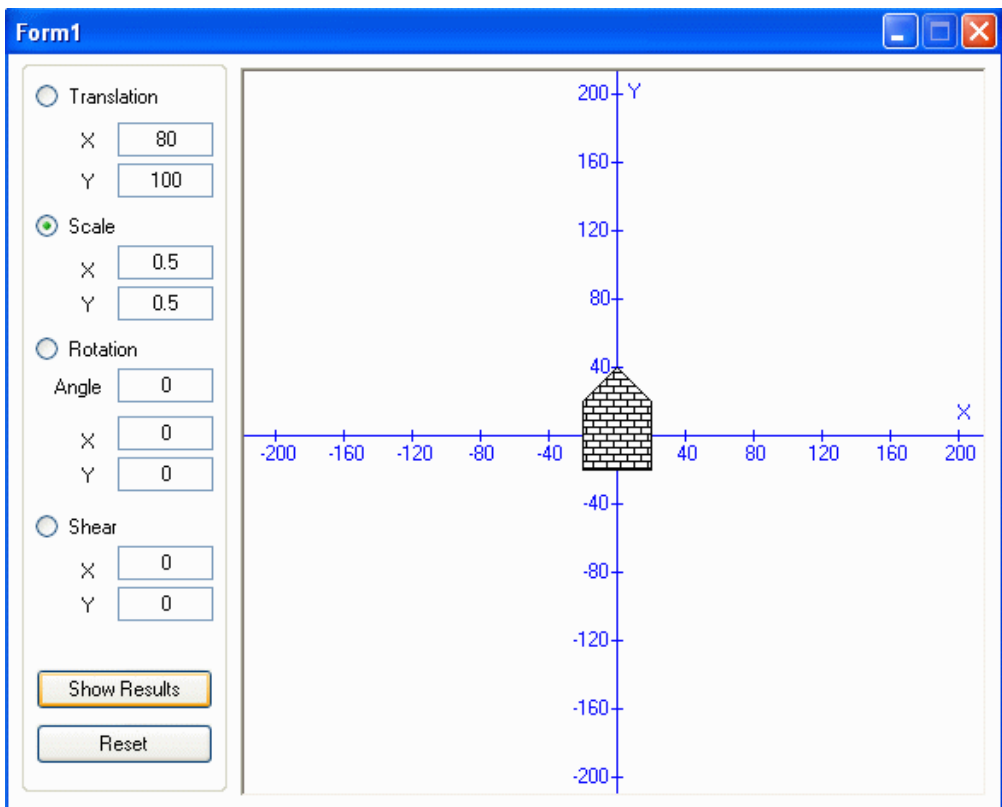 Form1
Translation
X 80
Y 100
Scale
X 0.5
Y 0.5
Rotation
Angle 0
X 0
Y 0
Shear
X 0
Y 0
Show Results
Reset
200 Y
160
120
80
40
X
-200 -160 -120 -80 -40 40 80 120 160 200
-40
-80
-120
-160
-200